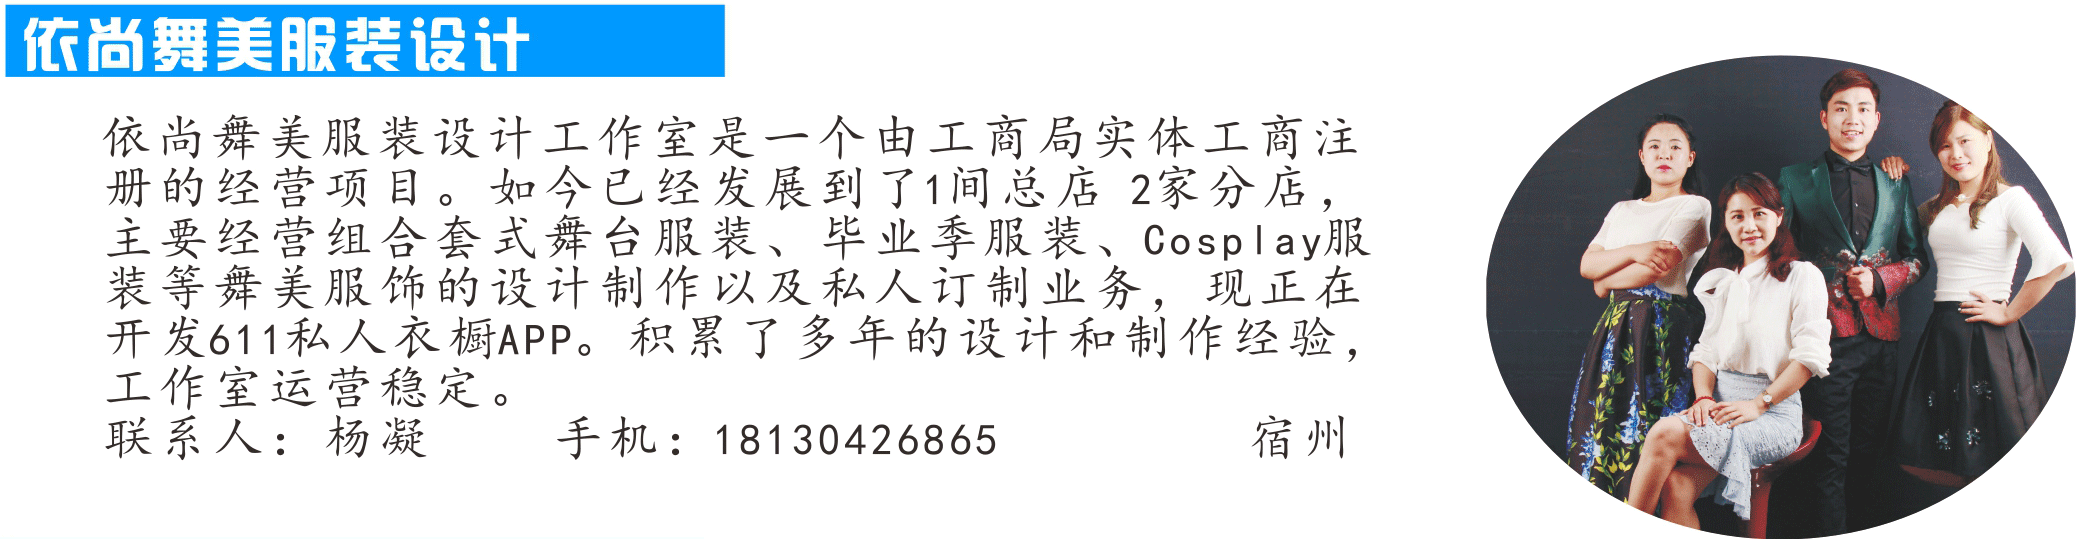 依尚舞美服装设计
依尚舞美服装设计工作室是一个由工商局实体工商注
册的经营项目。如今已经发展到了1间总店 2家分店，
主要经营组合套式舞台服装、毕业季服装、Cosplay服
装等舞美服饰的设计制作以及私人订制业务，现正在
开发611私人衣橱APP。积累了多年的设计和制作经验，
工作室运营稳定。
联系人：杨凝 手机：18130426865 宿州